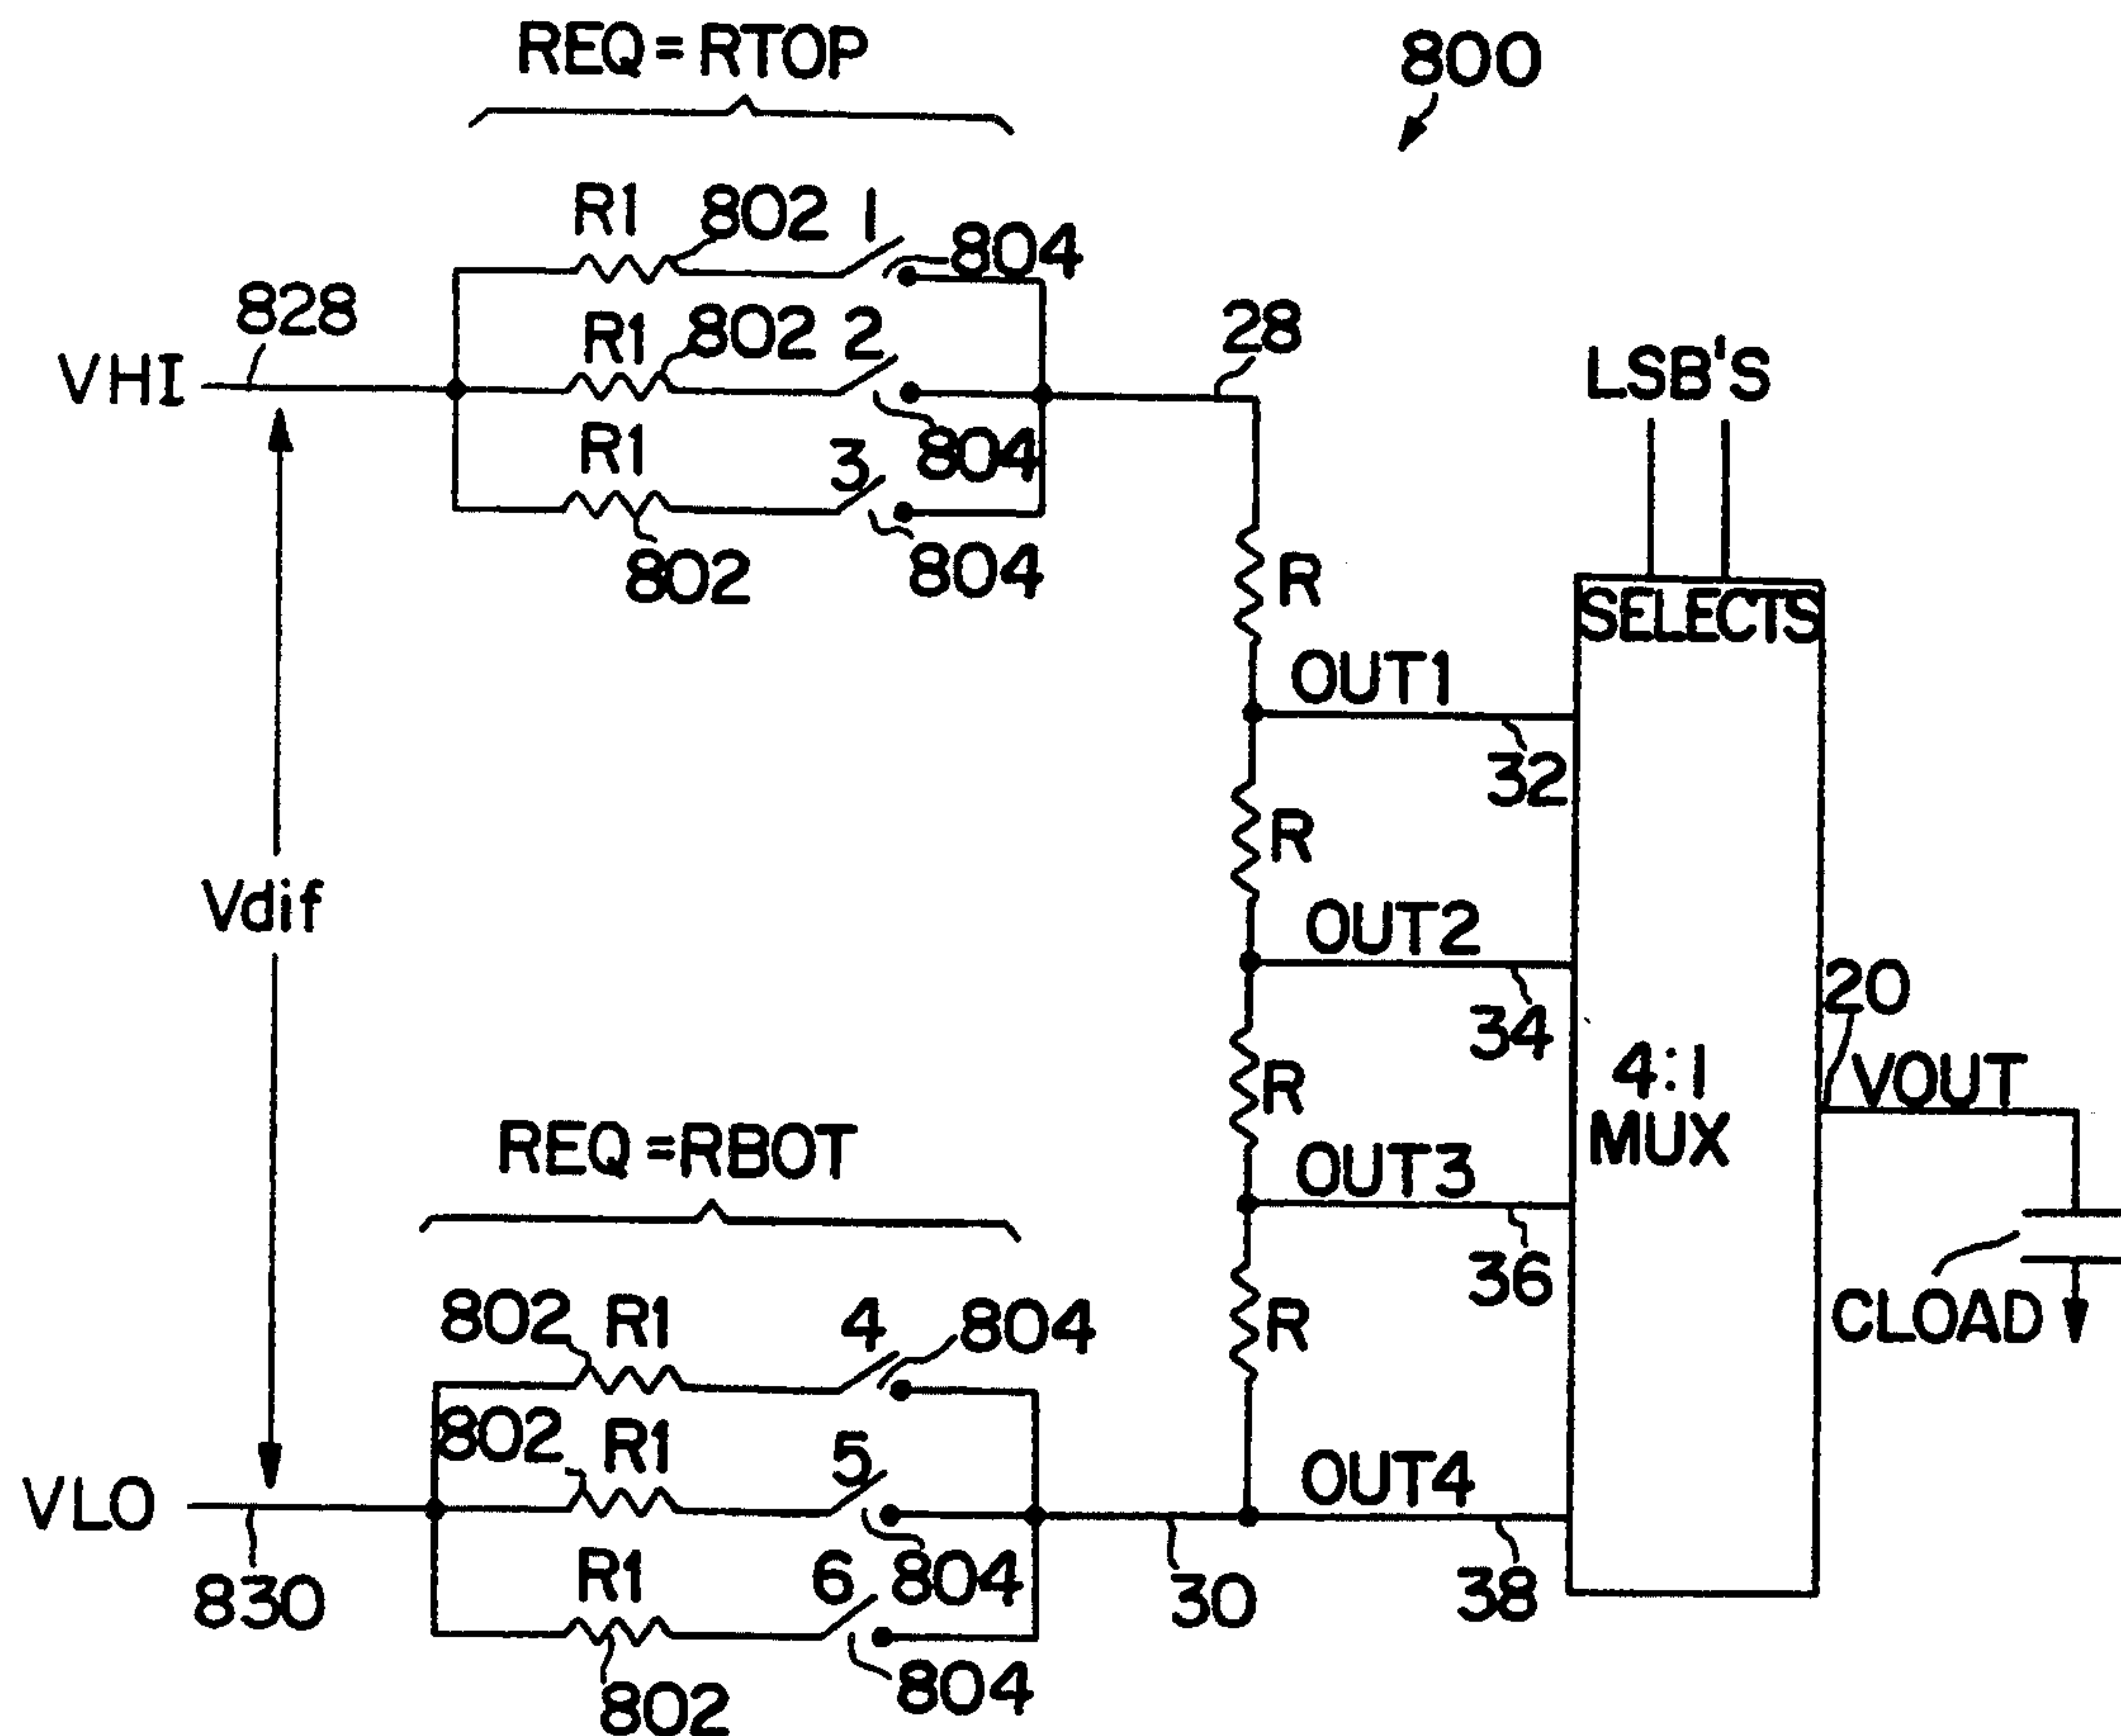 REQ=RTOP
800
R1 802 1 804
828
VHI
R1 802 2 804
28
R1 3
802 804
LSB'S
SELECTS
R
OUT1
32
R
Vdif
OUT2
34
20
R
4:1
MUX
VOUT
REQ=RBOT
OUT3
36
CLOAD
802 R1 4 804
R
802 R1 5 804
VLO
OUT4
830
R1 6
30
38
802 804